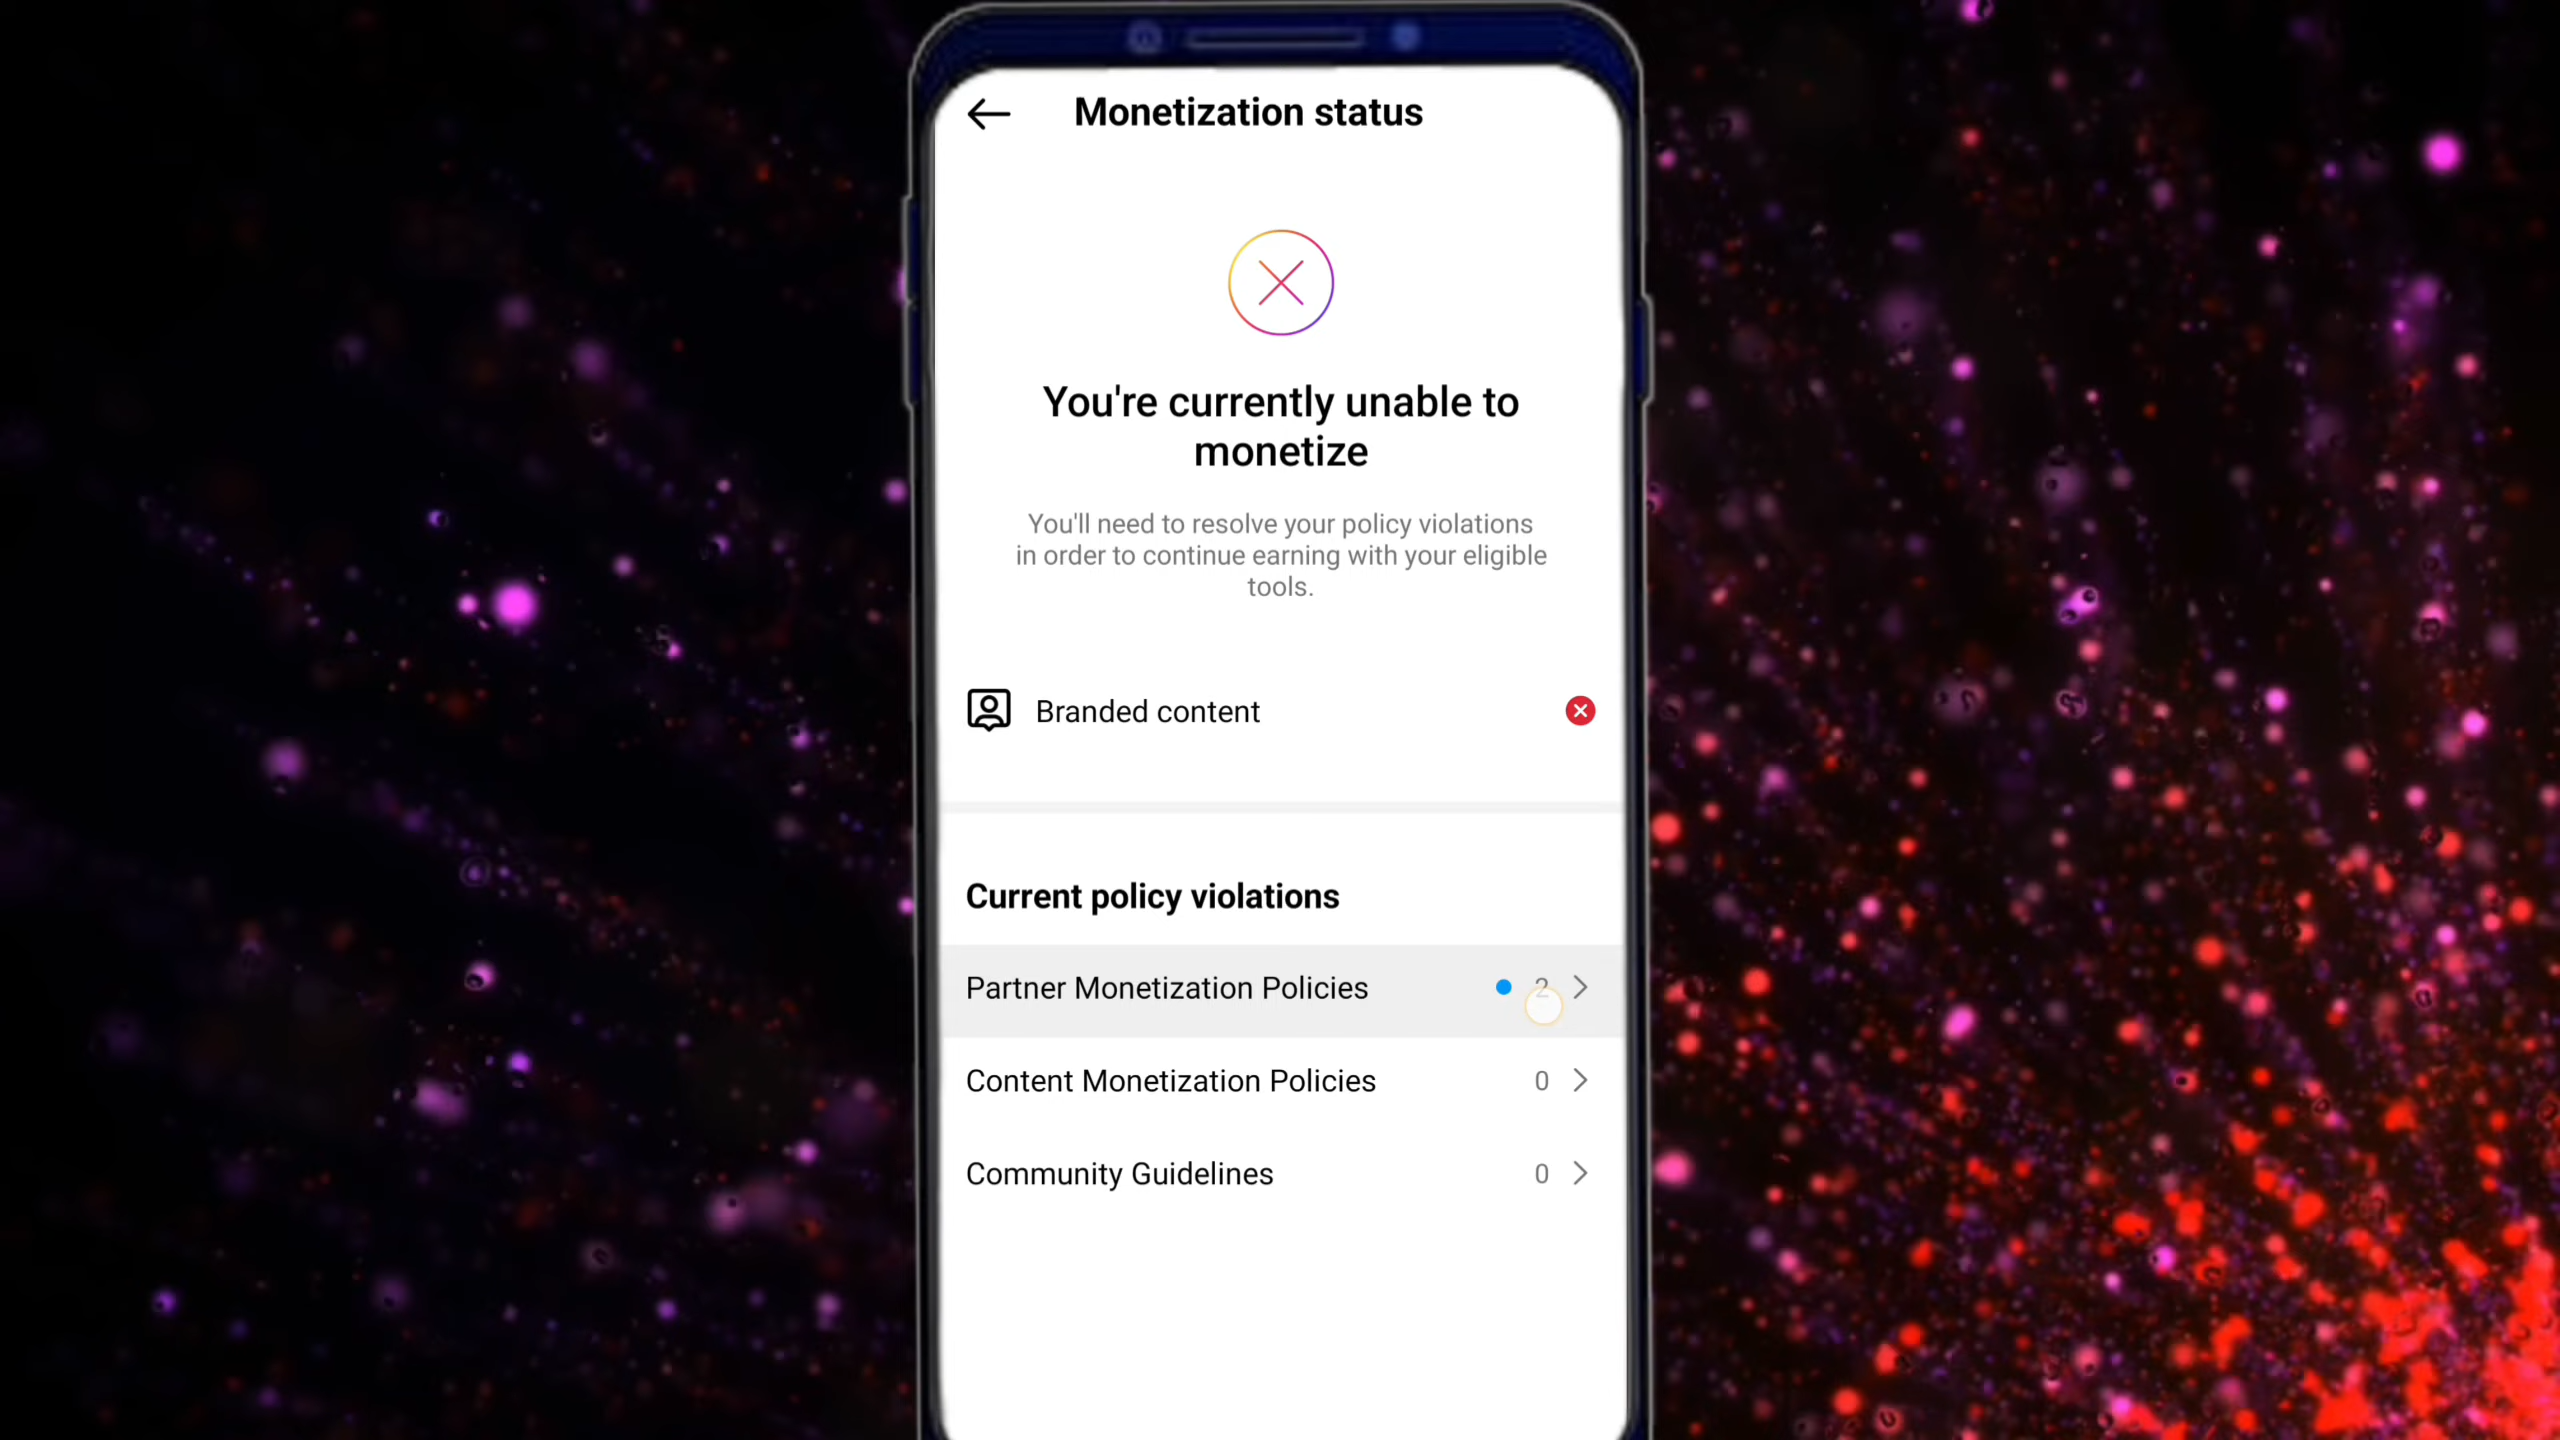 Monetization status
You're currently unable to
monetize
You'll need to resolve your policy violations
in order to continue earning with your eligible
tools.
Branded content
Current policy violations
Partner Monetization Policies 2
Content Monetization Policies 0
Community Guidelines 0